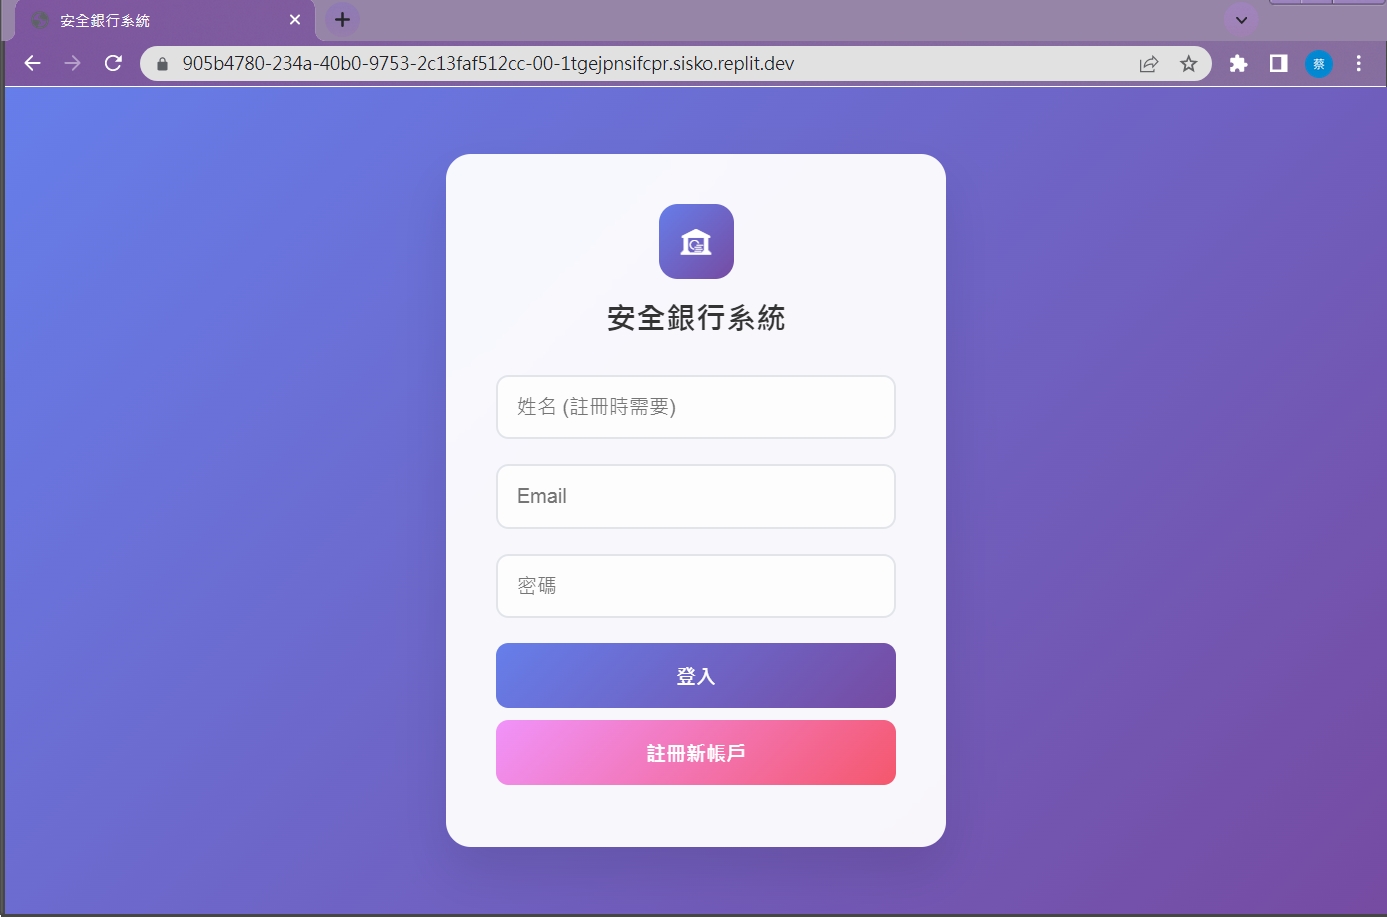 安全銀行系統
905b4780-234a-40b0-9753-2c13faf512cc-00-1tgejpnsifcpr.sisko.replit.dev
蔡
安全銀行系統
姓名 (註冊時需要)
Email
密碼
登入
註冊新帳戶